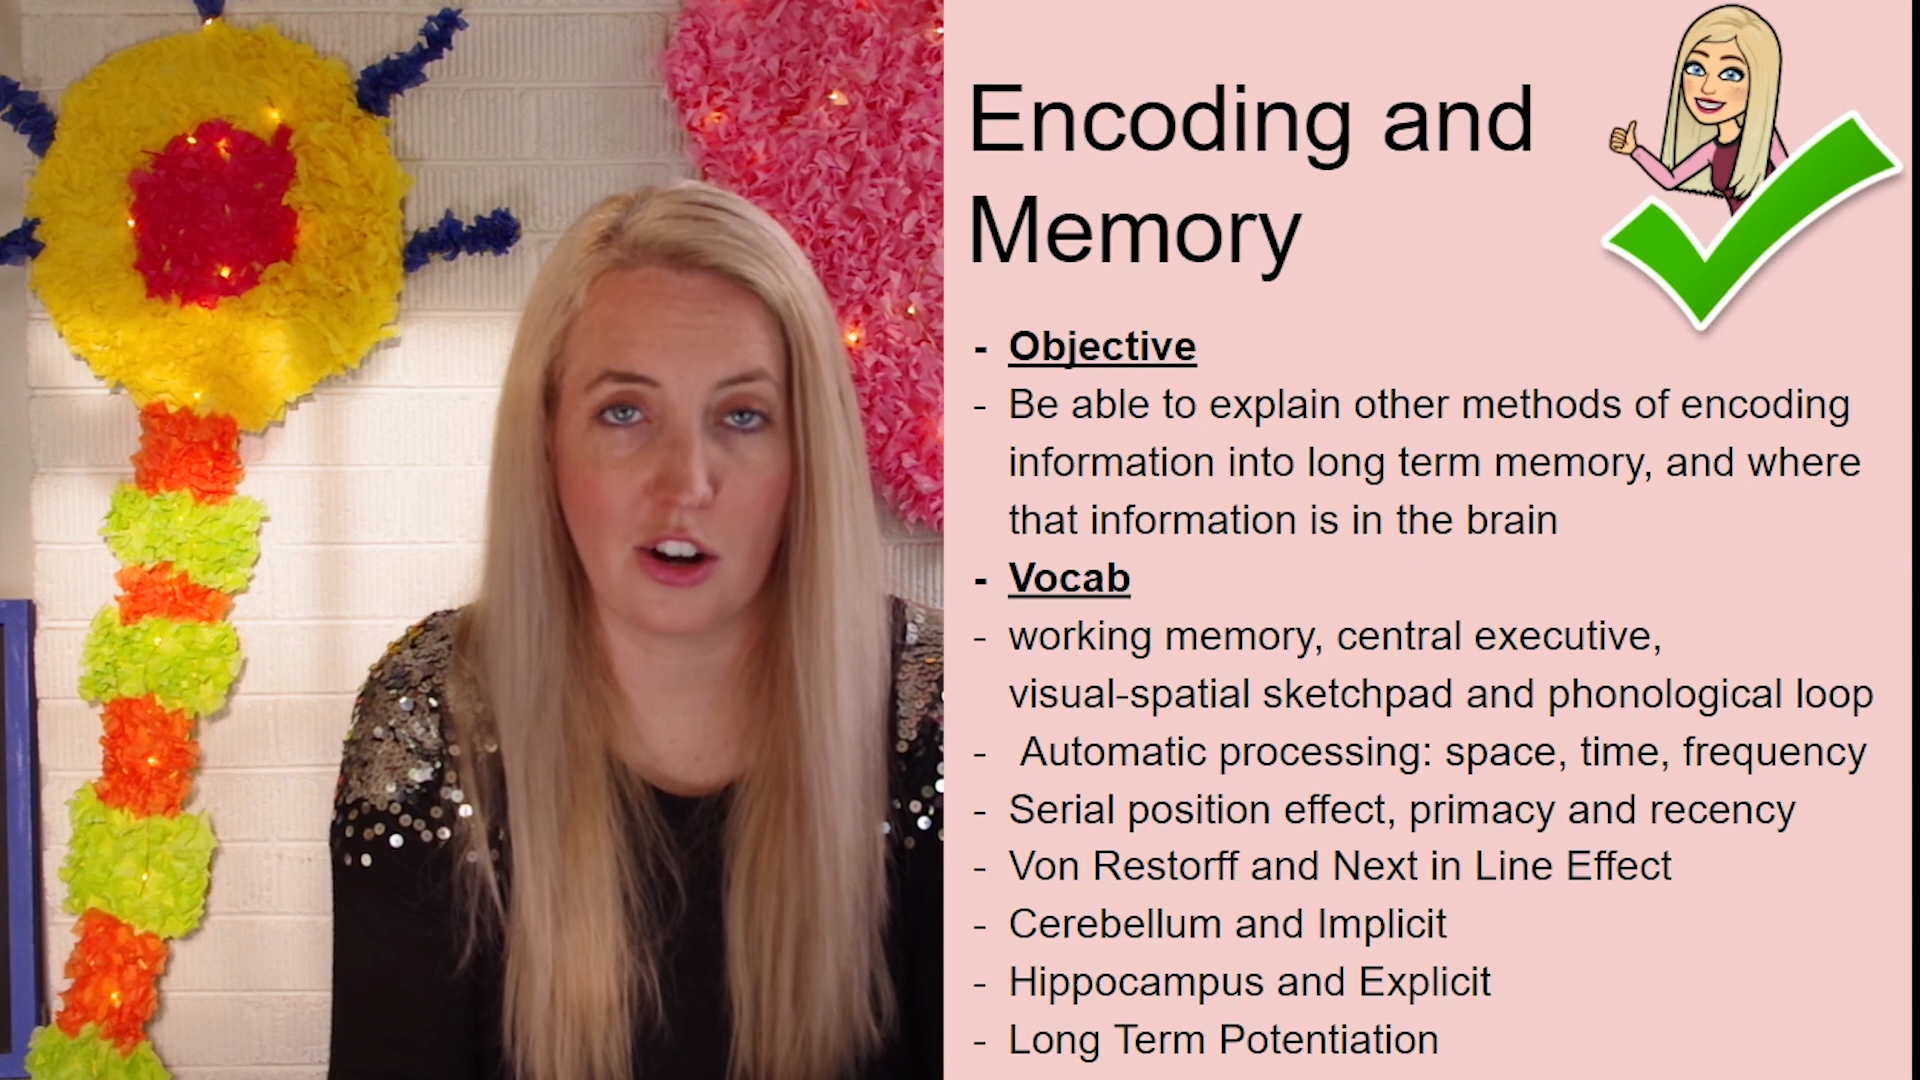 Encoding and
Memory
- Objective
- Be able to explain other methods of encoding
information into long term memory, and where
that information is in the brain
- Vocab
- working memory, central executive,
visual-spatial sketchpad and phonological loop
- Automatic processing: space, time, frequency
- Serial position effect, primacy and recency
- Von Restorff and Next in Line Effect
- Cerebellum and Implicit
- Hippocampus and Explicit
- Long Term Potentiation